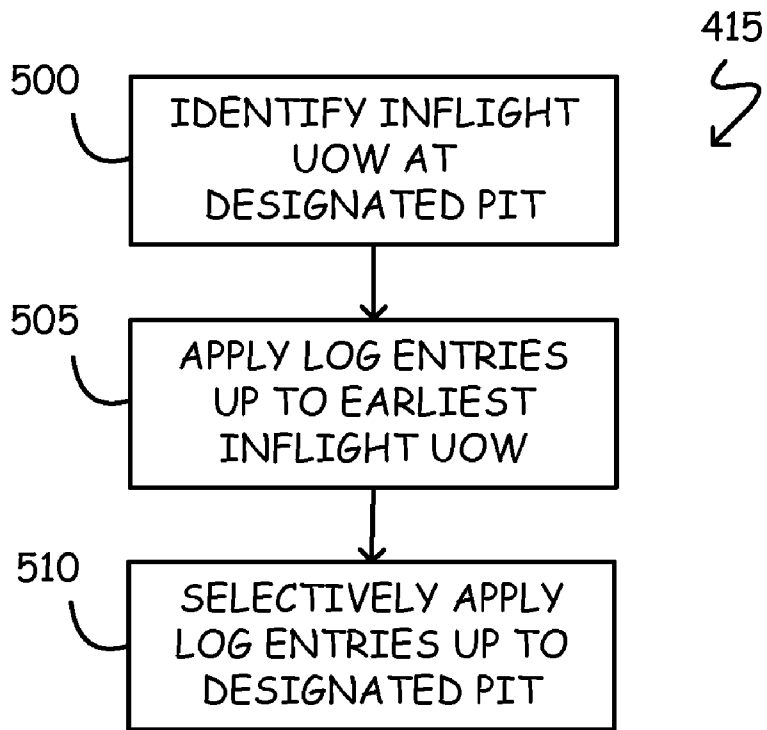 415
500
IDENTIFY INFLIGHT
UOW AT
DESIGNATED PIT
505
APPLY LOG ENTRIES
UP TO EARLIEST
INFLIGHT UOW
510
SELECTIVELY APPLY
LOG ENTRIES UP TO
DESIGNATED PIT